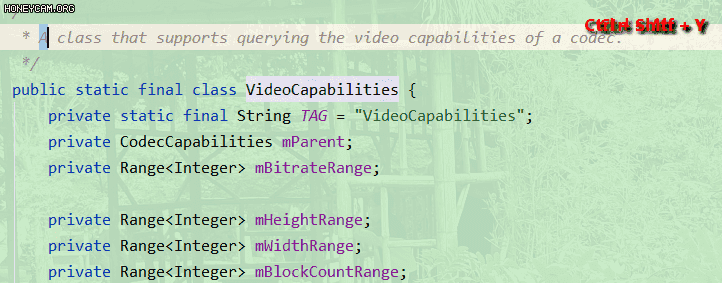 HONEYCAM.ORG
/
* A class that supports querying the video capabilities of a codec.
*/
public static final class VideoCapabilities {
private static final String TAG = "VideoCapabilities";
private CodecCapabilities mParent;
private Range<Integer> mBitrateRange;
private Range<Integer> mHeightRange;
private Range<Integer> mWidthRange;
private Range<Integer> mBlockCountRange;